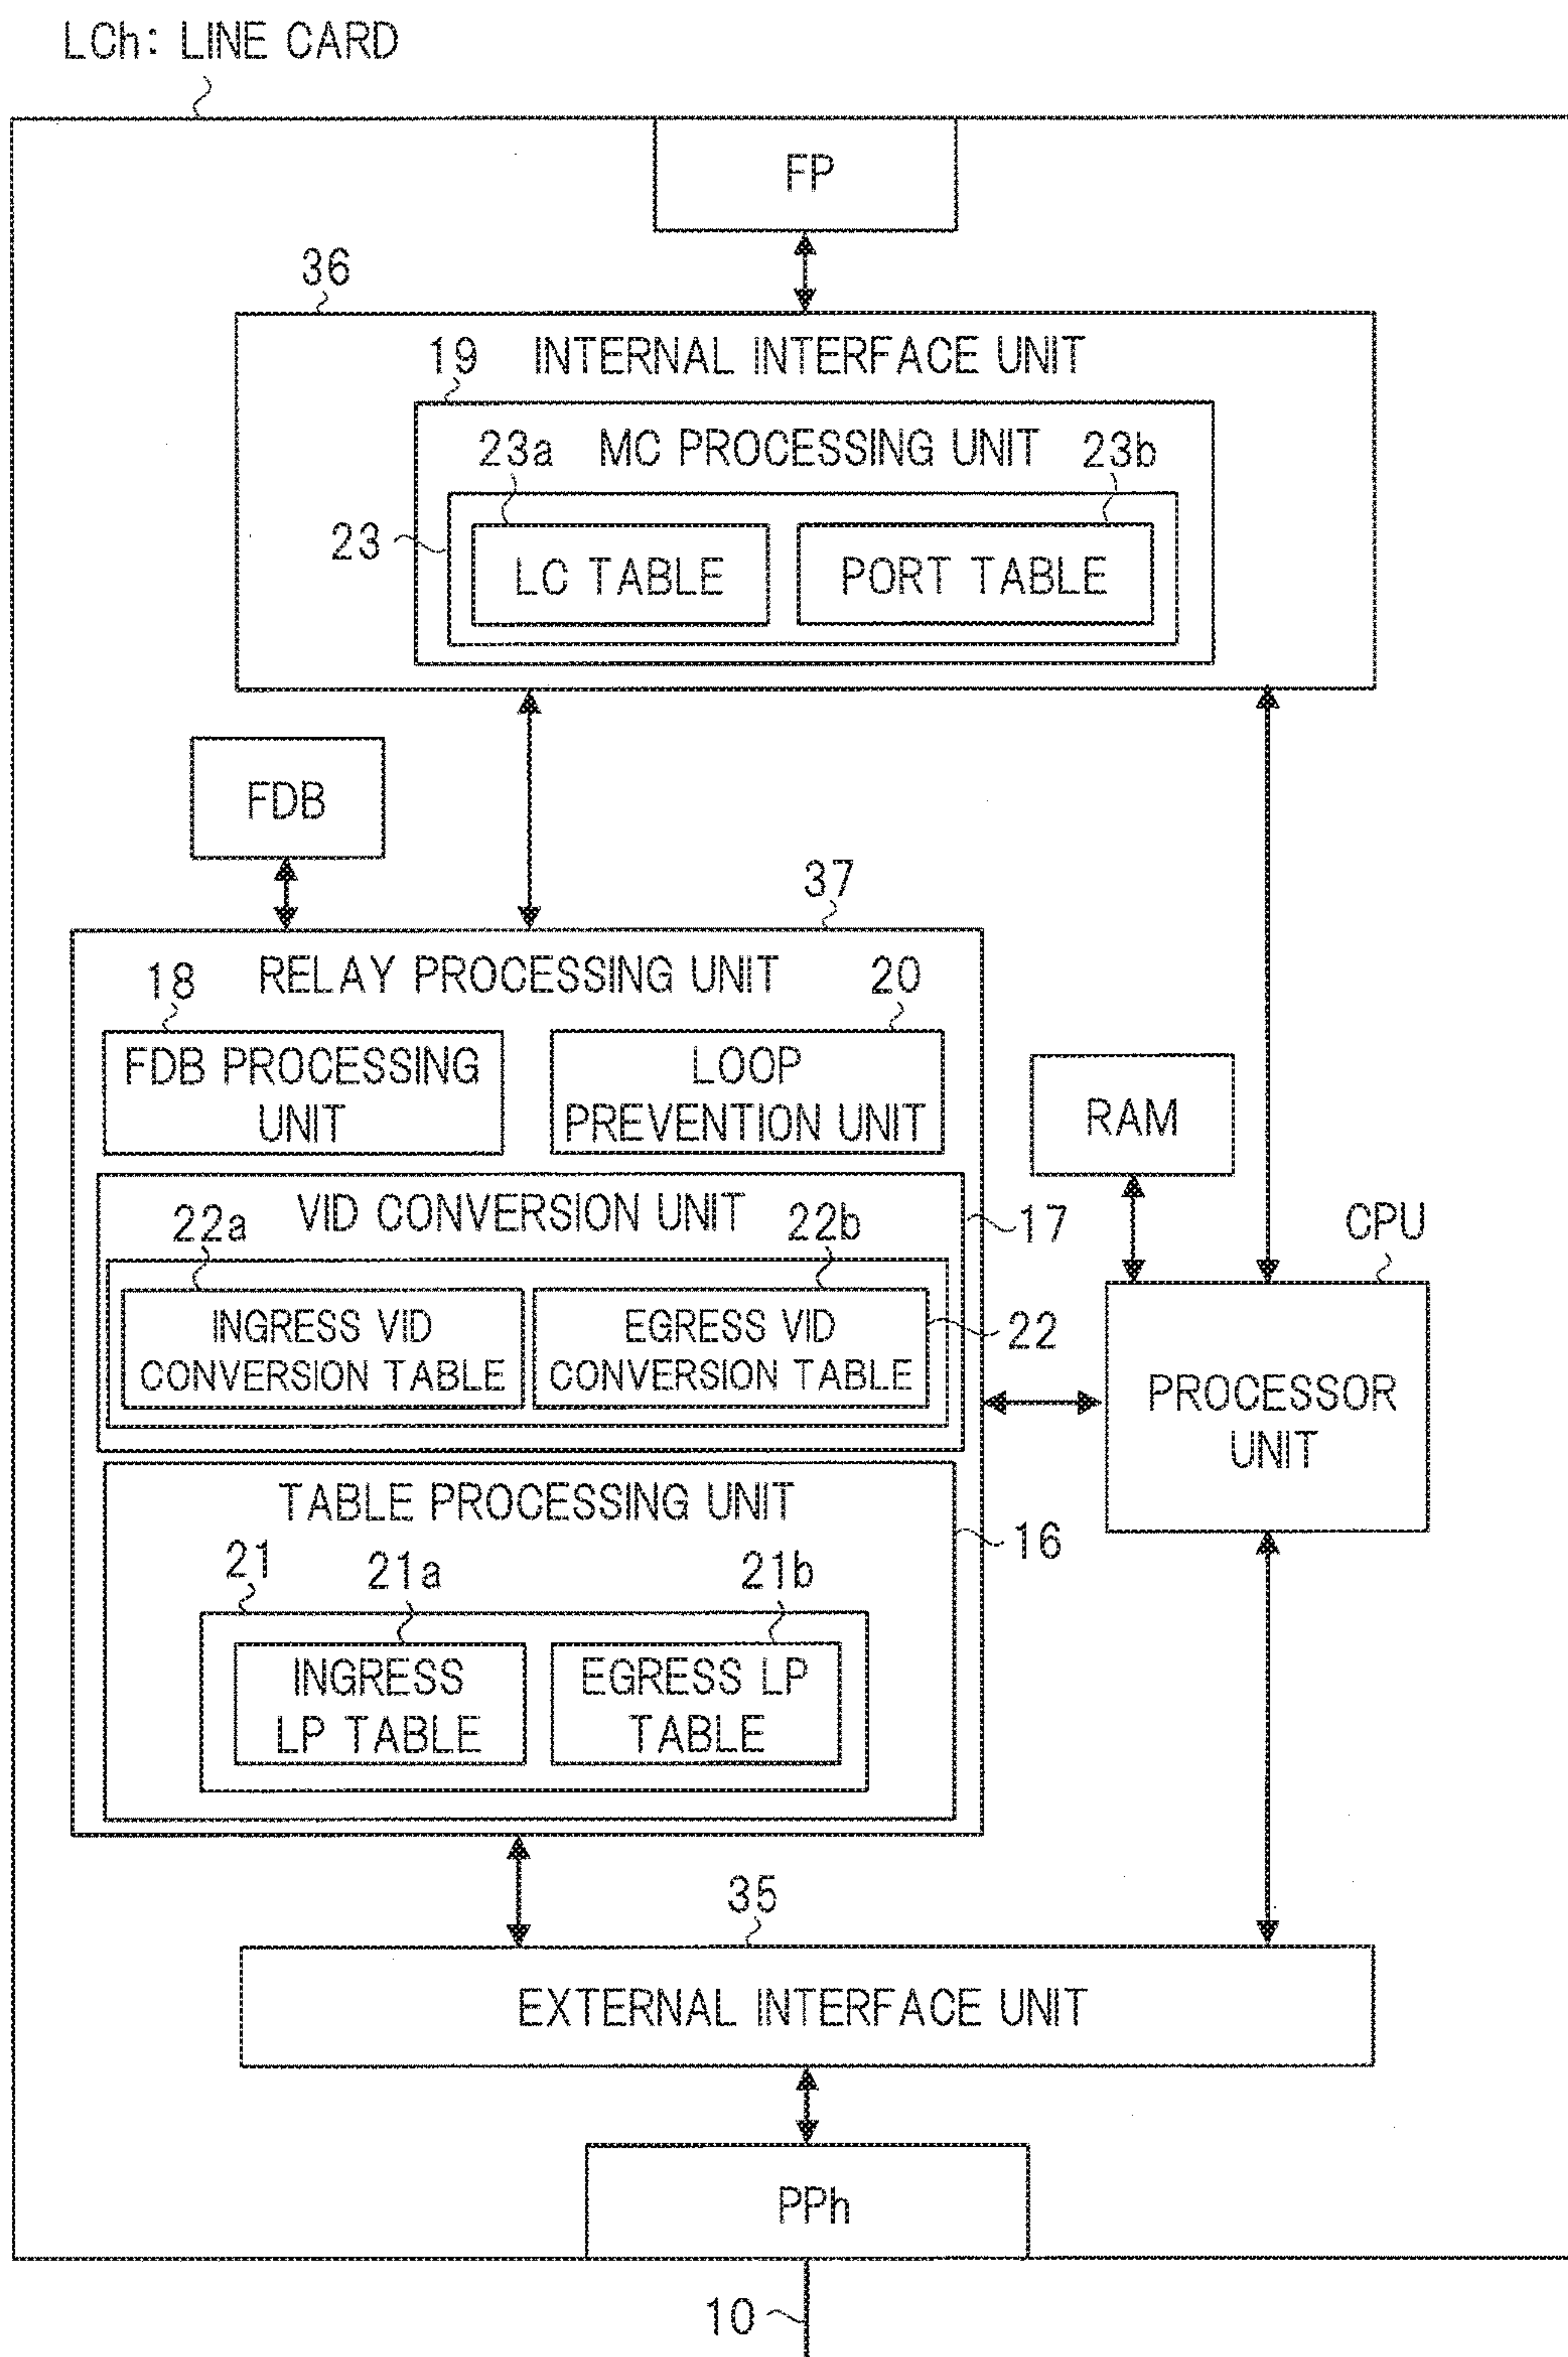 LCh: LINE CARD
FP
36
19 INTERNAL INTERFACE UNIT
23a MC PROCESSING UNIT 23b
23
LC TABLE PORT TABLE
FDB
37
18 RELAY PROCESSING UNIT 20
FDB PROCESSING
UNIT
LOOP
PREVENTION UNIT
RAM
22a VID CONVERSION UNIT 22b
17
CPU
INGRESS VID
CONVERSION TABLE
EGRESS VID
CONVERSION TABLE
22
PROCESSOR
UNIT
TABLE PROCESSING UNIT
16
21 21a 21b
INGRESS
LP TABLE
EGRESS LP
TABLE
35
EXTERNAL INTERFACE UNIT
PPh
10